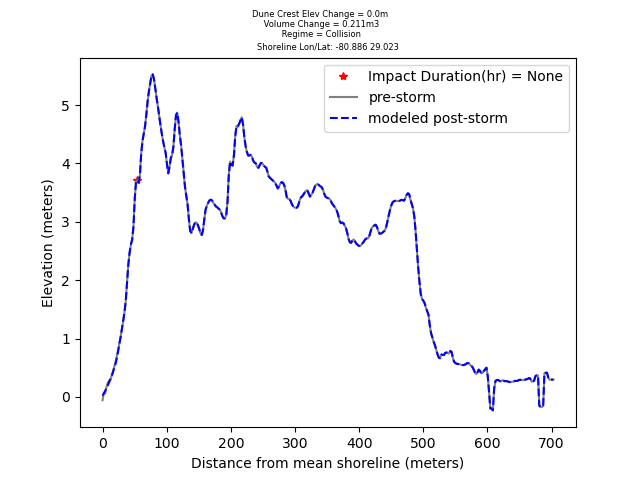 Dune Crest Elev Change = 0.0m
Volume Change = 0.211m3
Regime = Collision
Shoreline Lon/Lat: -80.886 29.023
Impact Duration(hr) = None
pre-storm
modeled post-storm
Elevation (meters)
5
4
3
2
1
0
0 100 200 300 400 500 600 700
Distance from mean shoreline (meters)